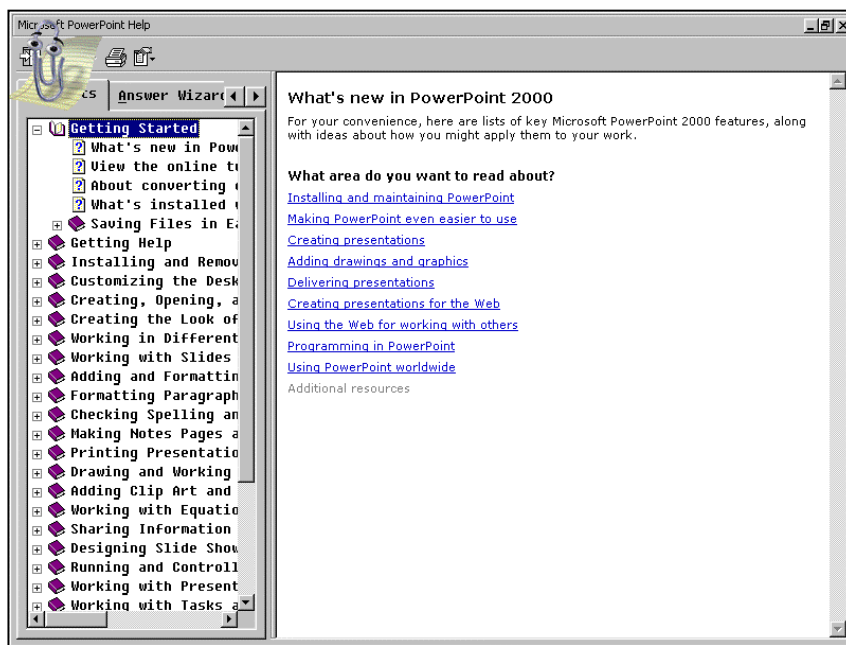 Microsoft PowerPoint Help
Answer Wizar
Getting Started
What's new in Pow
View the online tu
About converting
What's installed
Saving Files in Ea
Getting Help
Installing and Remov
Customizing the Desk
Creating, Opening, a
Creating the Look of
Working in Different
Working with Slides
Adding and Formattin
Formatting Paragraph
Checking Spelling an
Making Notes Pages a
Printing Presentatio
Drawing and Working
Adding Clip Art and
Working with Equatio
Sharing Information
Designing Slide Show
Running and Controll
Working with Present
Working with Tasks a
What's new in PowerPoint 2000
For your convenience, here are lists of key Microsoft PowerPoint 2000 features, along
with ideas about how you might apply them to your work.
What area do you want to read about?
Installing and maintaining PowerPoint
Making PowerPoint even easier to use
Creating presentations
Adding drawings and graphics
Delivering presentations
Creating presentations for the Web
Using the Web for working with others
Programming in PowerPoint
Using PowerPoint worldwide
Additional resources